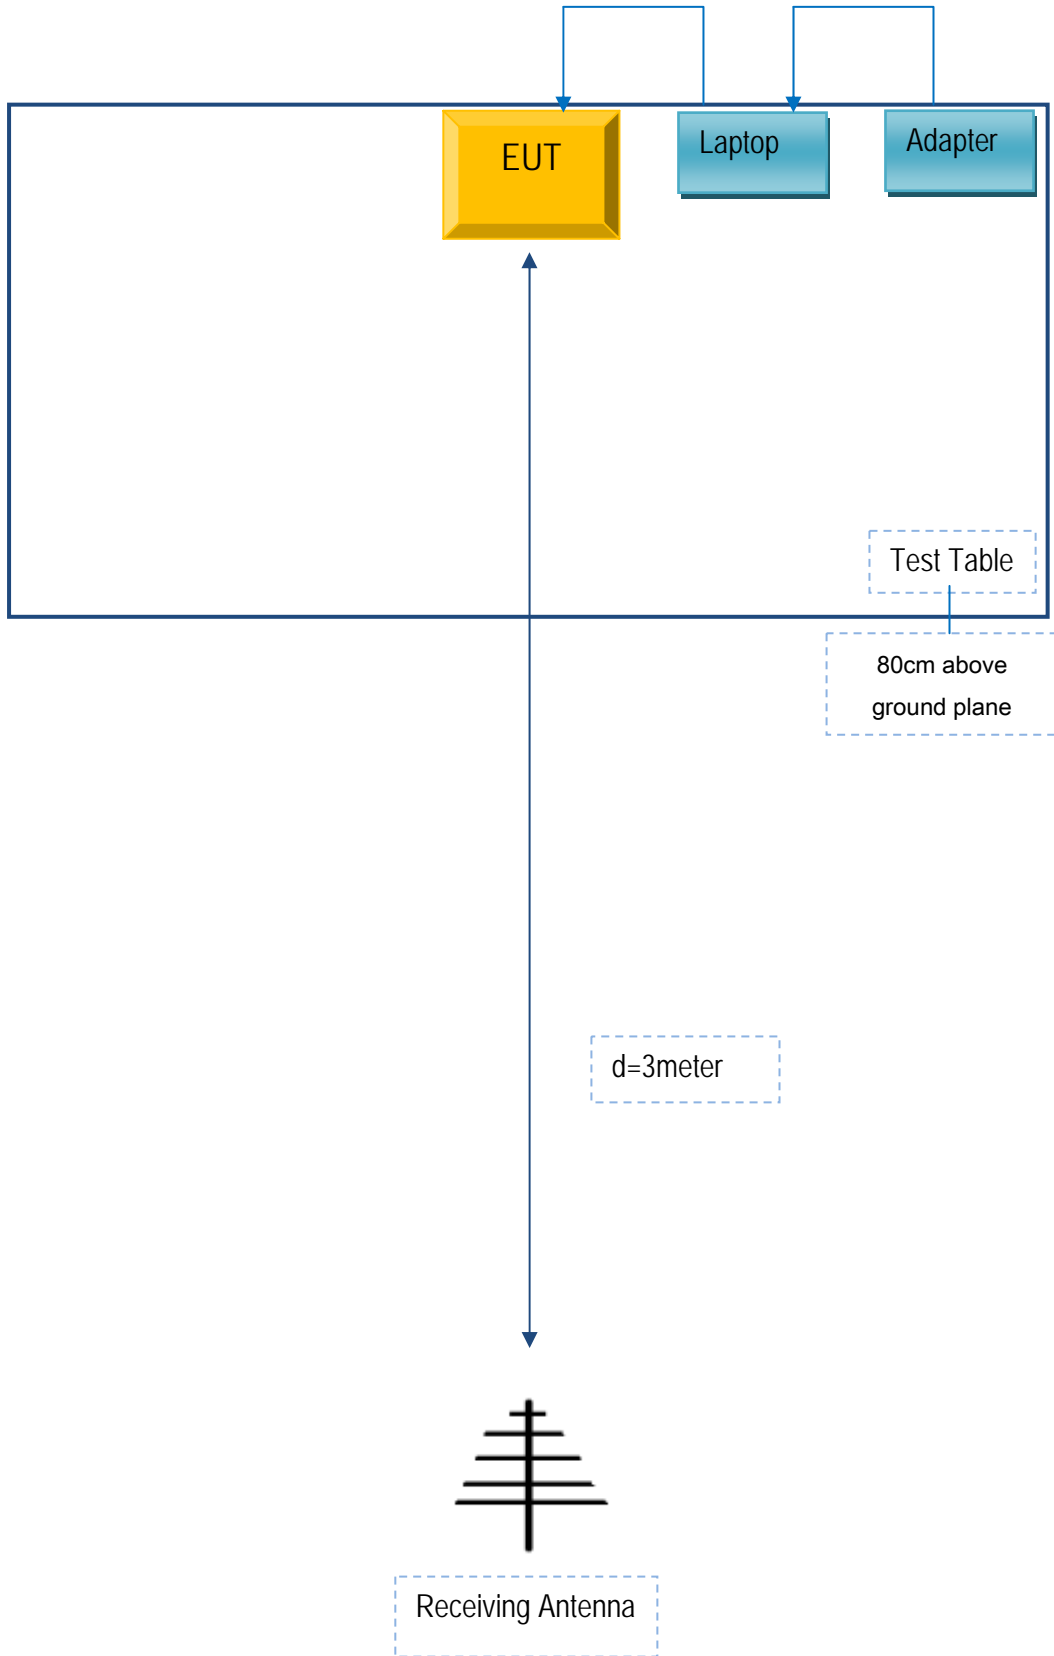 EUT
Laptop
Adapter
Test Table
80cm above
ground plane
d=3meter
Receiving Antenna